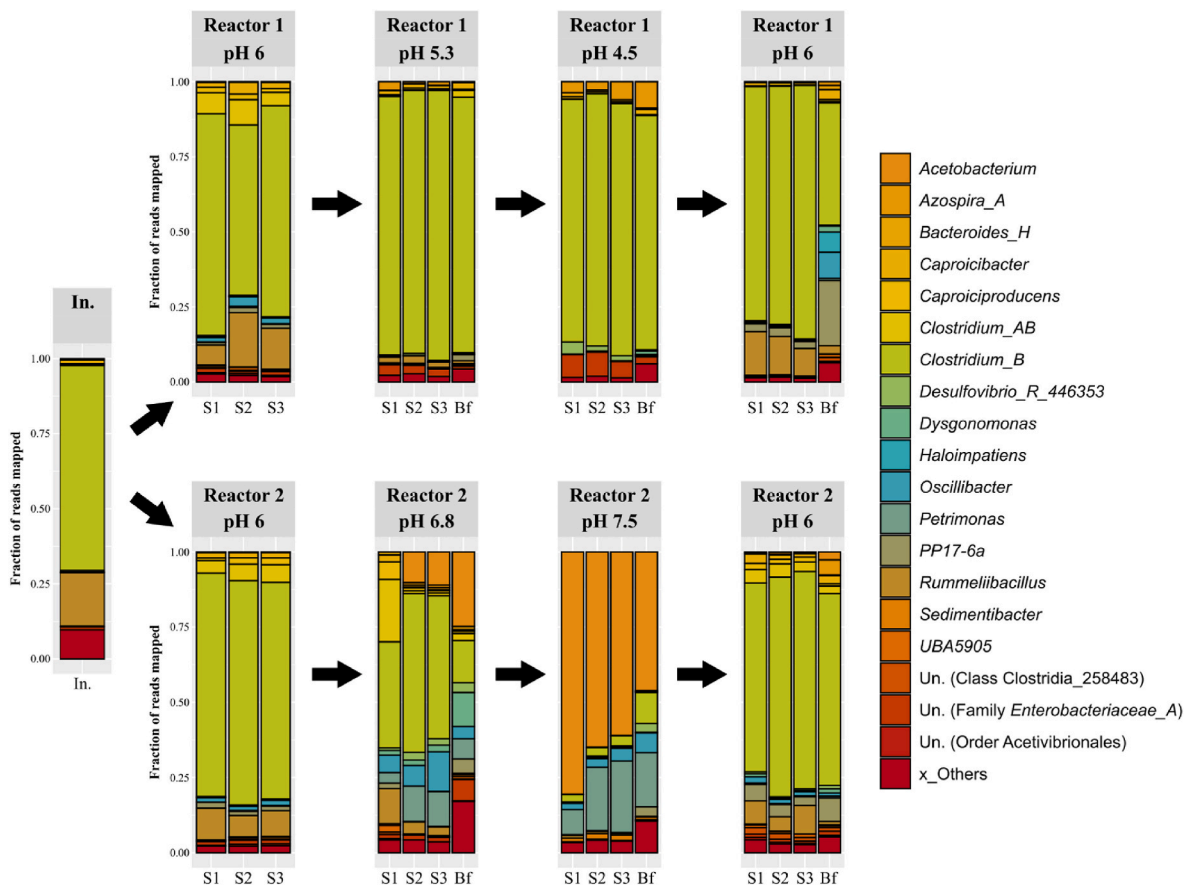 Reactor 1
pH 6
Reactor 1
pH 5.3
Reactor 1
pH 4.5
Reactor 1
pH 6
Fraction of reads mapped
1.00
0.75
0.50
0.25
0.00
S1 S2 S3
S1 S2 S3 Bf
S1 S2 S3 Bf
S1 S2 S3 Bf
In.
Fraction of reads mapped
1.00
0.75
0.50
0.25
0.00
In.
Reactor 2
pH 6
Reactor 2
pH 6.8
Reactor 2
pH 7.5
Reactor 2
pH 6
Fraction of reads mapped
1.00
0.75
0.50
0.25
0.00
S1 S2 S3
S1 S2 S3 Bf
S1 S2 S3 Bf
S1 S2 S3 Bf
Acetobacterium
Azospira_A
Bacteroides_H
Caproicibacter
Caproiciproducens
Clostridium_AB
Clostridium_B
Desulfovibrio_R_446353
Dysgonomonas
Haloimpatiens
Oscillibacter
Petrimonas
PP17-6a
Rummeliibacillus
Sedimentibacter
UBA5905
Un. (Class Clostridia_258483)
Un. (Family Enterobacteriaceae_A)
Un. (Order Acetivibrionales)
x_Others